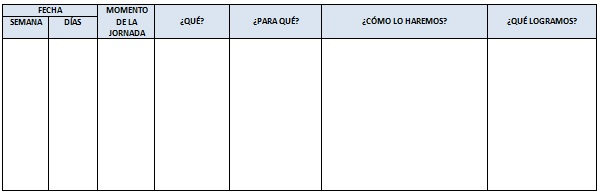 FECHA
SEMANA
DÍAS
MOMENTO
DE LA
JORNADA
¿QUÉ?
¿PARA QUÉ?
¿CÓMO LO HAREMOS?
¿QUÉ LOGRAMOS?